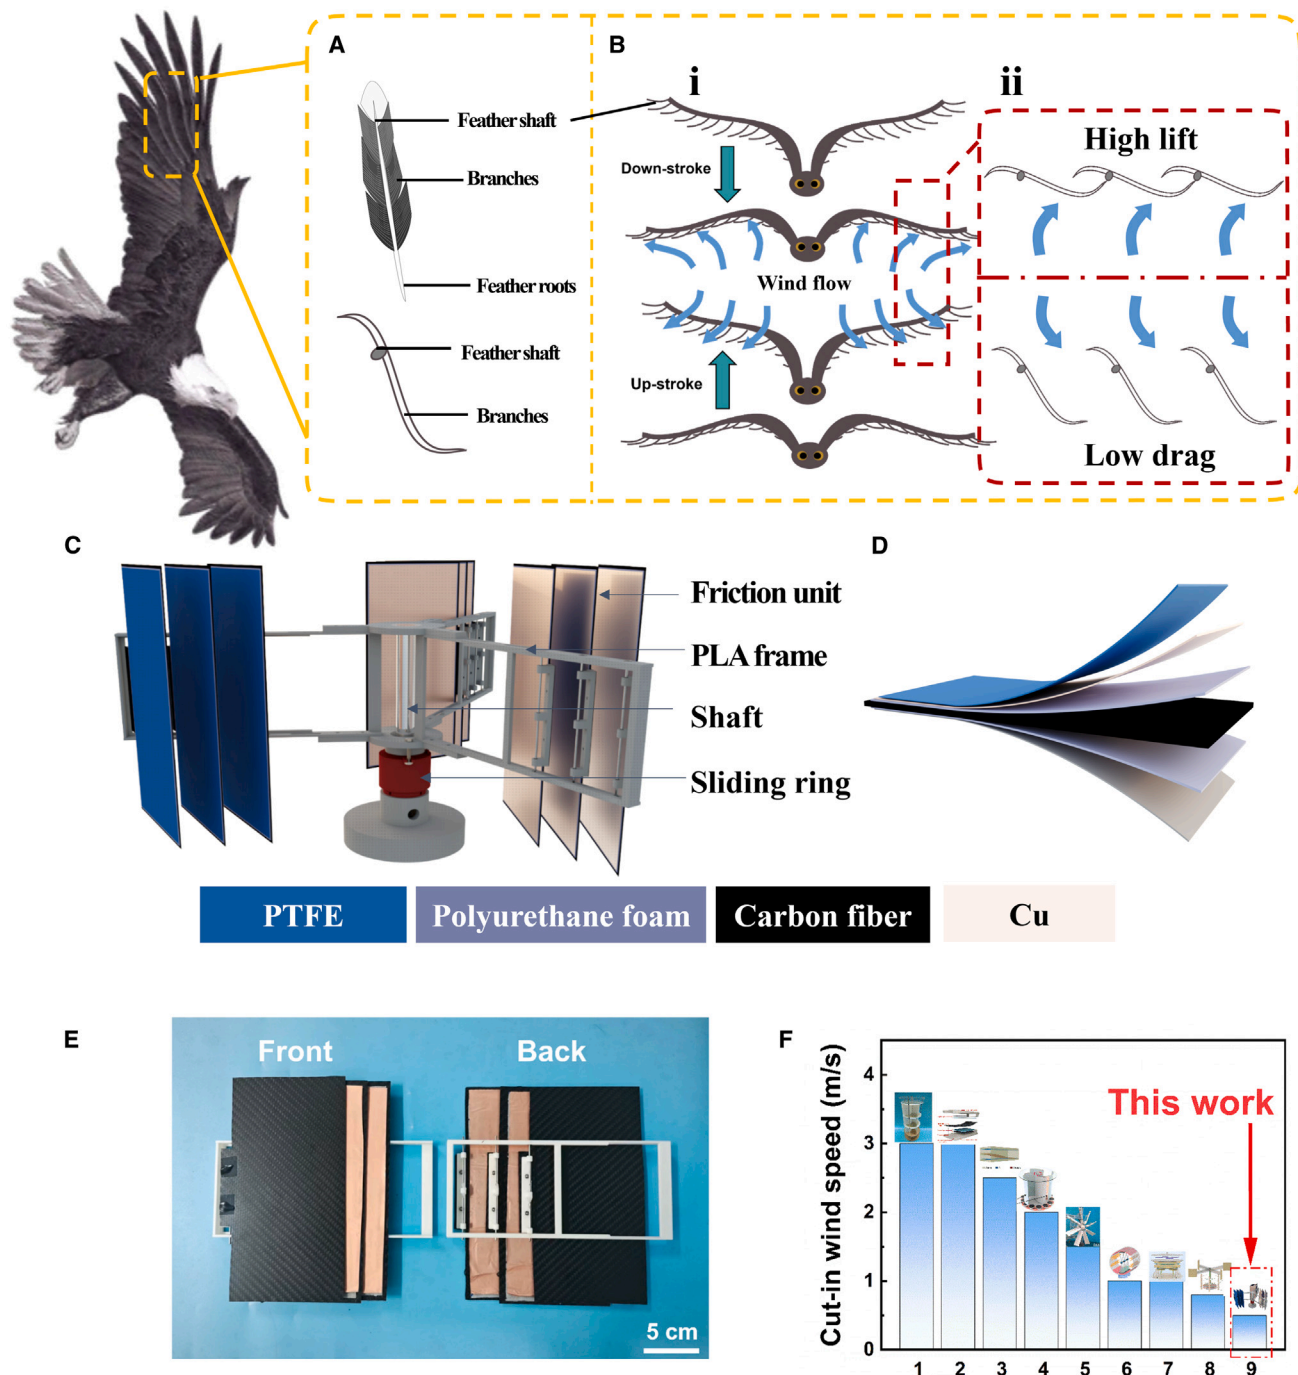 A
Feather shaft
Branches
Feather roots
Feather shaft
Branches
B
i
ii
Down-stroke
Wind flow
Up-stroke
High lift
Low drag
C
Friction unit
PLA frame
Shaft
Sliding ring
D
PTFE
Polyurethane foam
Carbon fiber
Cu
E
Front
Back
5 cm
F
This work
Cut-in wind speed (m/s)
4
3
2
1
0
1 2 3 4 5 6 7 8 9